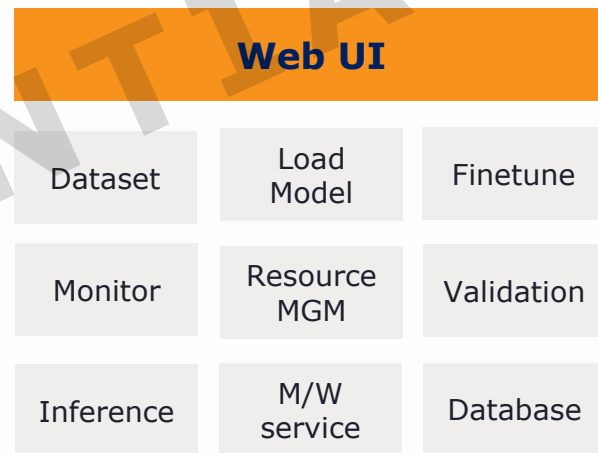 Web UI
Dataset
Load
Model
Finetune
Monitor
Resource
MGM
Validation
Inference
M/W
service
Database